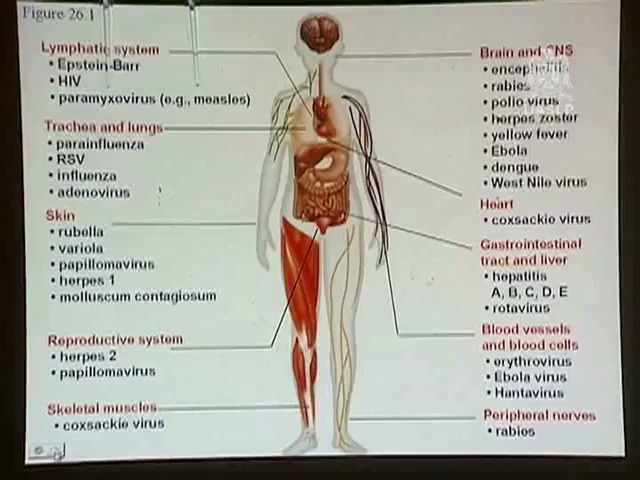 Figure 26.1
Lymphatic system
• Epstein-Barr
• HIV
• paramyxovirus (e.g., measles)
Trachea and lungs
• parainfluenza
• RSV
• influenza
• adenovirus
Skin
• rubella
• variola
• papillomavirus
• herpes 1
• molluscum contagiosum
Reproductive system
• herpes 2
• papillomavirus
Skeletal muscles
• coxsackie virus
Brain and CNS
• encephalitis
• rabies
• polio virus
• herpes zoster
• yellow fever
• Ebola
• dengue
• West Nile virus
Heart
• coxsackie virus
Gastrointestinal
tract and liver
• hepatitis
A, B, C, D, E
• rotavirus
Blood vessels
and blood cells
• erythrovirus
• Ebola virus
• Hantavirus
Peripheral nerves
• rabies